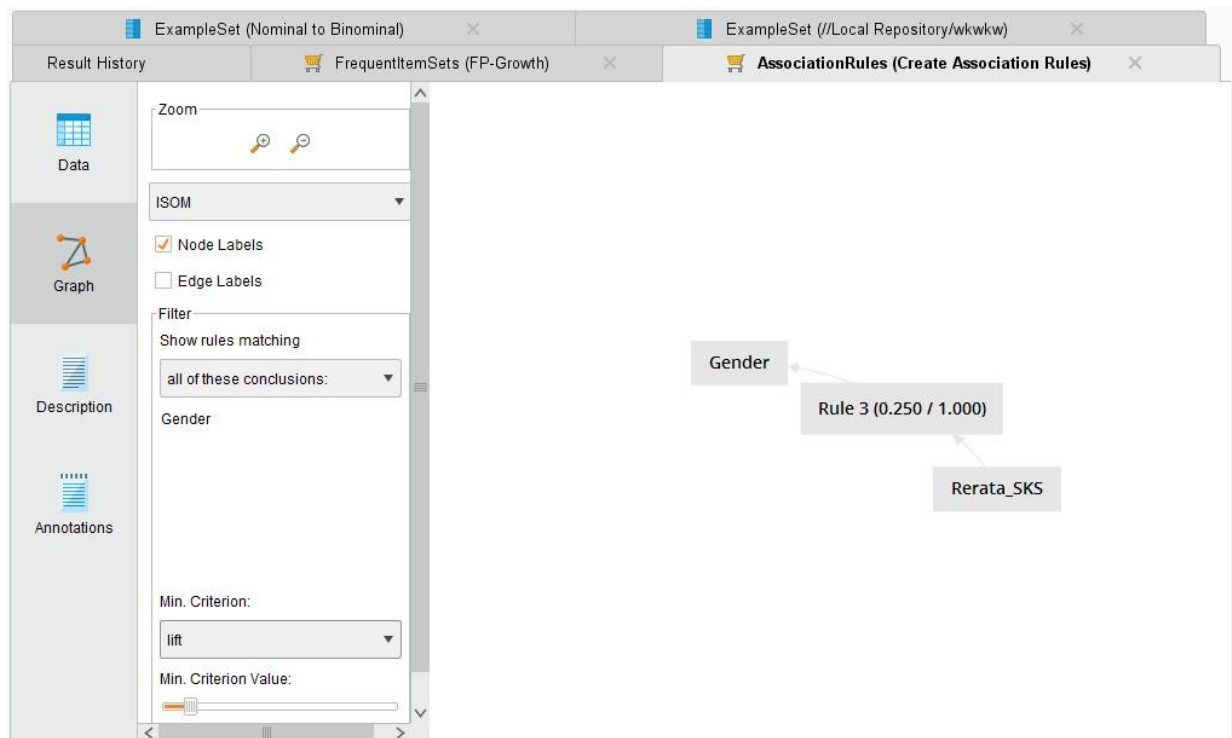 ExampleSet (Nominal to Binominal)
ExampleSet (//Local Repository/wkwkw)
Result History
FrequentItemSets (FP-Growth)
AssociationRules (Create Association Rules)
Data
Graph
Description
Annotations
Zoom
ISOM
Node Labels
Edge Labels
Filter
Show rules matching
all of these conclusions:
Gender
Min. Criterion:
lift
Min. Criterion Value:
Gender
Rule 3 (0.250 / 1.000)
Rerata_SKS